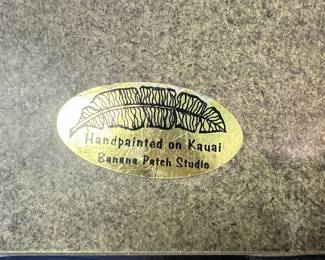 Handpainted on Kauai
Banana Patch Studio